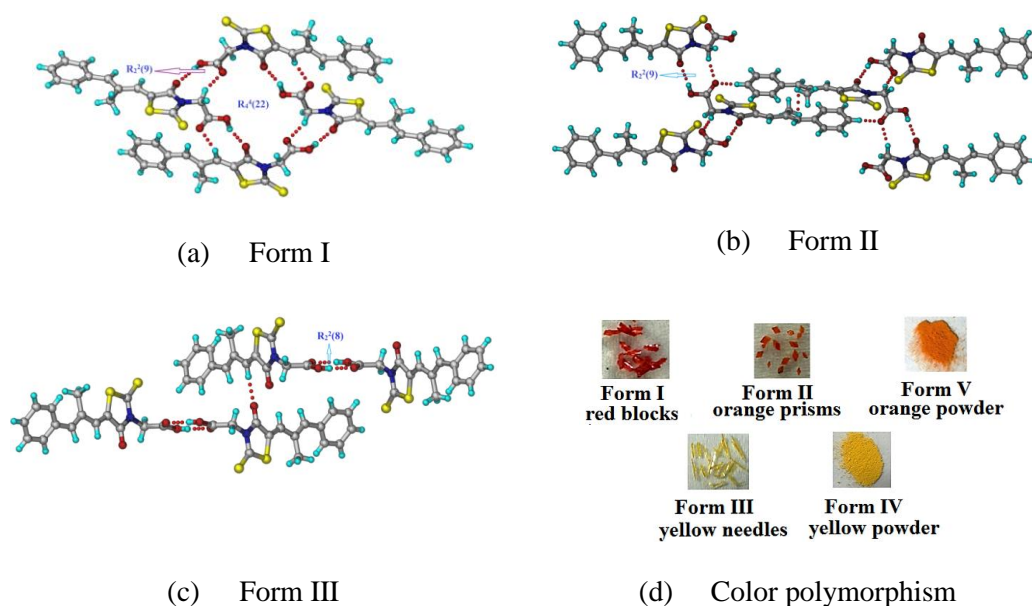 R₂²(9)
R₄⁴(22)
(a) Form I
R₂²(9)
(b) Form II
R₂²(8)
(c) Form III
Form I
red blocks
Form II
orange prisms
Form V
orange powder
Form III
yellow needles
Form IV
yellow powder
(d) Color polymorphism